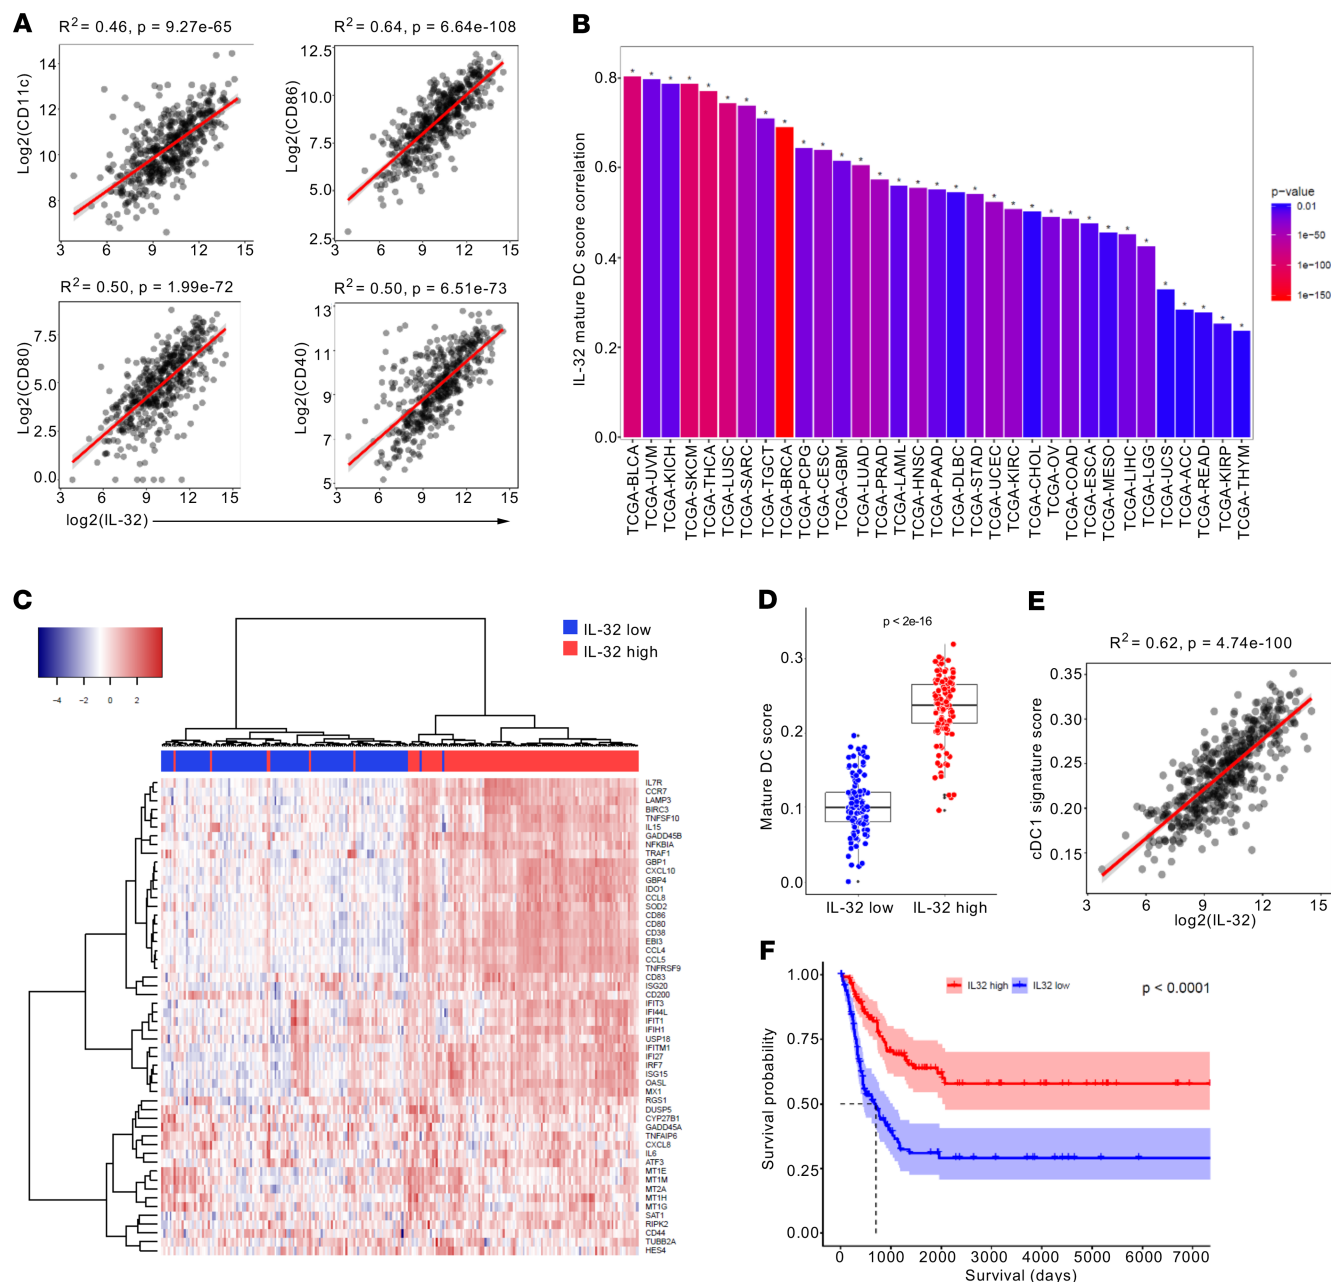 A
R² = 0.46, p = 9.27e-65
Log2(CD11c)
14
12
10
8
3 6 9 12 15
R² = 0.64, p = 6.64e-108
Log2(CD86)
12.5
10.0
7.5
5.0
2.5
3 6 9 12 15
R² = 0.50, p = 1.99e-72
Log2(CD80)
7.5
5.0
2.5
0.0
3 6 9 12 15
R² = 0.50, p = 6.51e-73
Log2(CD40)
13
11
9
7
5
3 6 9 12 15
log2(IL-32)
B
IL-32 mature DC score correlation
0.8
0.6
0.4
0.2
0.0
* * * * * * * * * * * * * * * * * * * * * * * * * * * * * * * * *
TCGA-BLCA
TCGA-UVM
TCGA-KICH
TCGA-SKCM
TCGA-THCA
TCGA-LUSC
TCGA-SARC
TCGA-TGCT
TCGA-BRCA
TCGA-PCPG
TCGA-CESC
TCGA-GBM
TCGA-LUAD
TCGA-PRAD
TCGA-LAML
TCGA-HNSC
TCGA-PAAD
TCGA-DLBC
TCGA-STAD
TCGA-UCEC
TCGA-KIRC
TCGA-CHOL
TCGA-OV
TCGA-COAD
TCGA-ESCA
TCGA-MESO
TCGA-LIHC
TCGA-LGG
TCGA-UCS
TCGA-ACC
TCGA-READ
TCGA-KIRP
TCGA-THYM
p-value
0.01
1e-50
1e-100
1e-150
C
−4 −2 0 2
IL-32 low
IL-32 high
IL7R
CCR7
LAMP3
BIRC3
TNFSF10
IL15
GADD45B
NFKBIA
TRAF1
GBP1
CXCL10
GBP4
IDO1
CCL8
SOD2
CD86
CD80
CD38
EBI3
CCL4
CCL5
TNFRSF9
CD83
ISG20
CD200
IFIT3
IFI44L
IFIT1
IFIH1
USP18
IFITM1
IFI27
IRF7
ISG15
OASL
MX1
RGS1
DUSP5
CYP27B1
GADD45A
TNFAIP6
CXCL8
IL6
ATF3
MT1E
MT1M
MT2A
MT1H
MT1G
SAT1
RIPK2
CD44
TUBB2A
HES4
D
p < 2e-16
Mature DC score
0.3
0.2
0.1
0.0
IL-32 low IL-32 high
E
R² = 0.62, p = 4.74e-100
cDC1 signature score
0.35
0.30
0.25
0.20
0.15
3 6 9 12 15
log2(IL-32)
F
IL32 high IL32 low
p < 0.0001
Survival probability
1.00
0.75
0.50
0.25
0.00
0 1000 2000 3000 4000 5000 6000 7000
Survival (days)